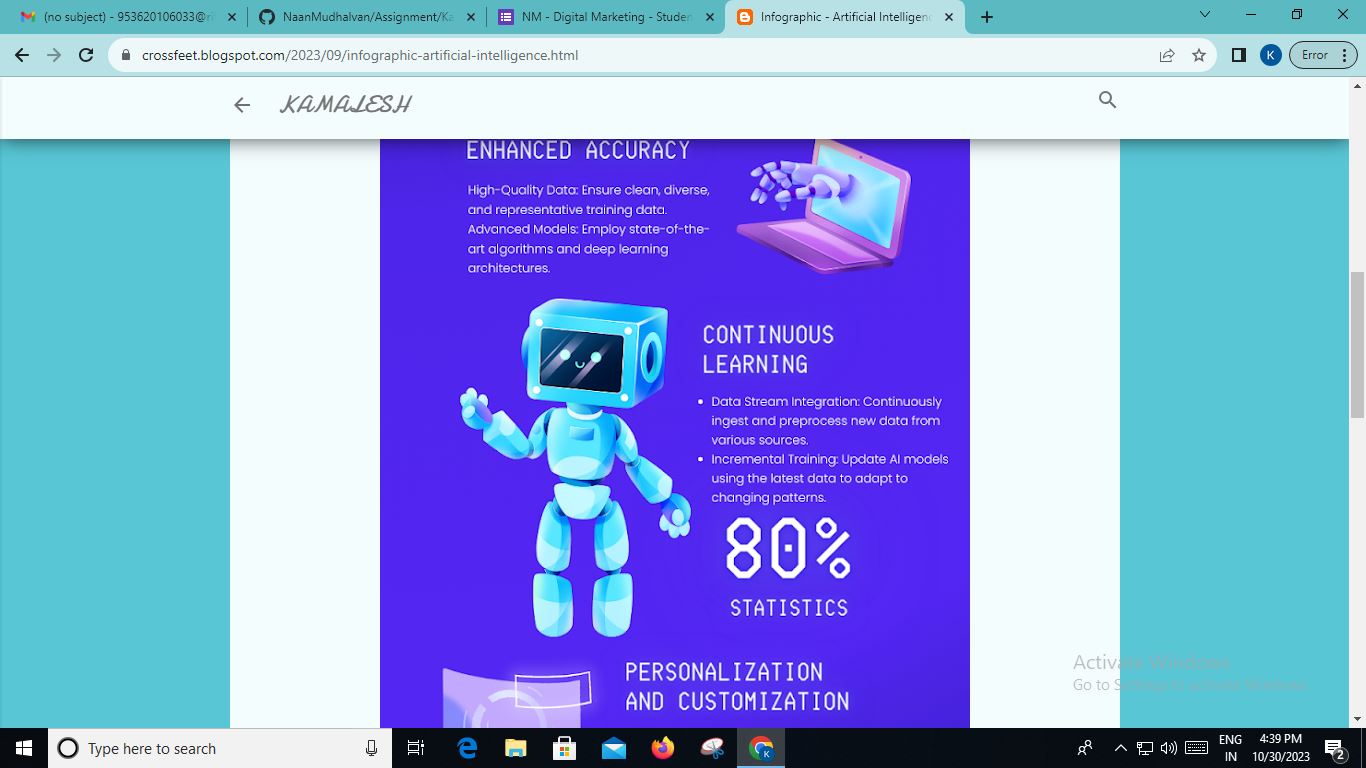 (no subject) - 953620106033@ri
NaanMudhalvan/Assignment/Ka
NM - Digital Marketing - Studen
Infographic - Artificial Intelligenc
crossfeet.blogspot.com/2023/09/infographic-artificial-intelligence.html
K
Error
KAMALESH
ENHANCED ACCURACY
High-Quality Data: Ensure clean, diverse,
and representative training data.
Advanced Models: Employ state-of-the-
art algorithms and deep learning
architectures.
CONTINUOUS
LEARNING
• Data Stream Integration: Continuously
ingest and preprocess new data from
various sources.
• Incremental Training: Update AI models
using the latest data to adapt to
changing patterns.
80%
STATISTICS
PERSONALIZATION
AND CUSTOMIZATION
Activate Windows
Go to Settings to activate Windows.
Type here to search
K
ENG
IN
4:39 PM
10/30/2023
2